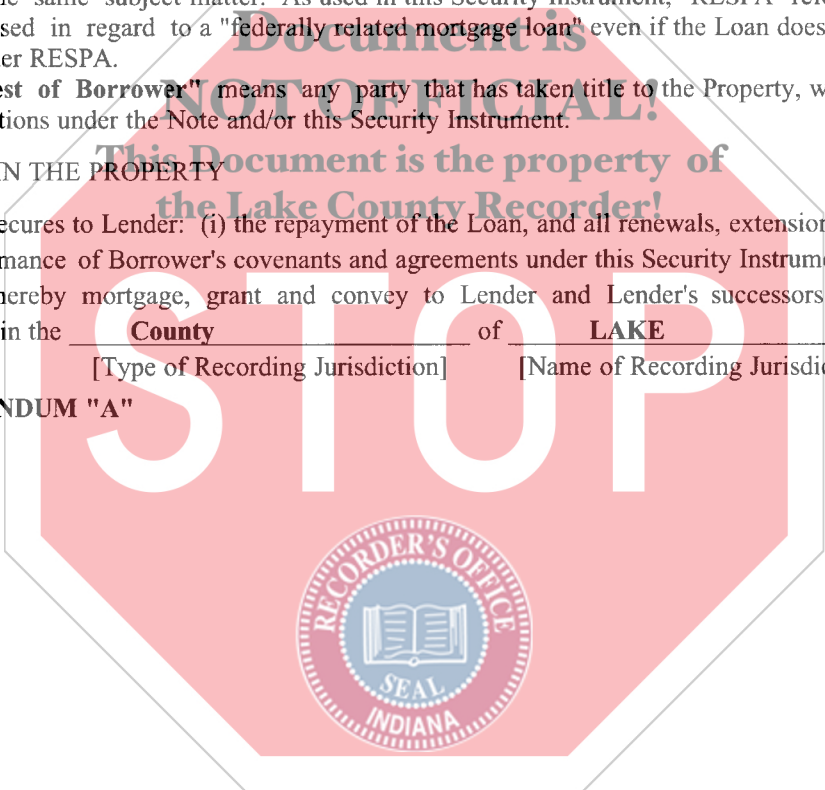 e same subject matter. As used in this Security Instrument, "RESPA" refe
sed in regard to a "federally related mortgage loan" even if the Loan does
er RESPA.
est of Borrower" means any party that has taken title to the Property, w
tions under the Note and/or this Security Instrument.
Document is
NOT OFFICIAL!
This Document is the property of
the Lake County Recorder!
IN THE PROPERTY
ecures to Lender: (i) the repayment of the Loan, and all renewals, extension
mance of Borrower's covenants and agreements under this Security Instrume
hereby mortgage, grant and convey to Lender and Lender's successors
in the County of LAKE
[Type of Recording Jurisdiction] [Name of Recording Jurisdic
NDUM "A"
STOP
RECORDER'S OFFICE
SEAL
INDIANA